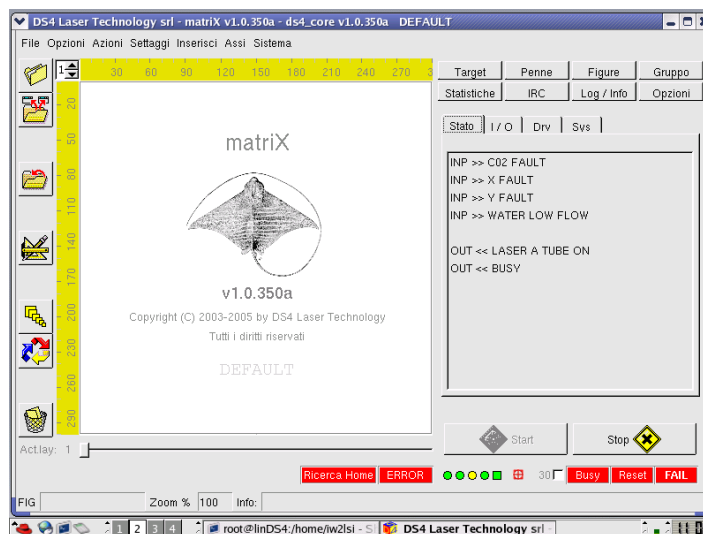 DS4 Laser Technology srl - matriX v1.0.350a - ds4_core v1.0.350a DEFAULT
File Opzioni Azioni Settaggi Inserisci Assi Sistema
1 30 60 90 120 150 180 210 240 270 3
Target Penne Figure Gruppo
Statistiche IRC Log / Info Opzioni
Stato I / O Drv Sys
20
50
80
110
140
170
200
230
260
290
matriX
v1.0.350a
Copyright (C) 2003-2005 by DS4 Laser Technology
Tutti i diritti riservati
DEFAULT
INP >> C02 FAULT
INP >> X FAULT
INP >> Y FAULT
INP >> WATER LOW FLOW
OUT << LASER A TUBE ON
OUT << BUSY
Start Stop
Act.lay: 1
Ricerca Home ERROR 30 Busy Reset FAIL
FIG Zoom % 100 Info:
1 2 3 4 root@linDS4:/home/iw2lsi - S DS4 Laser Technology srl -